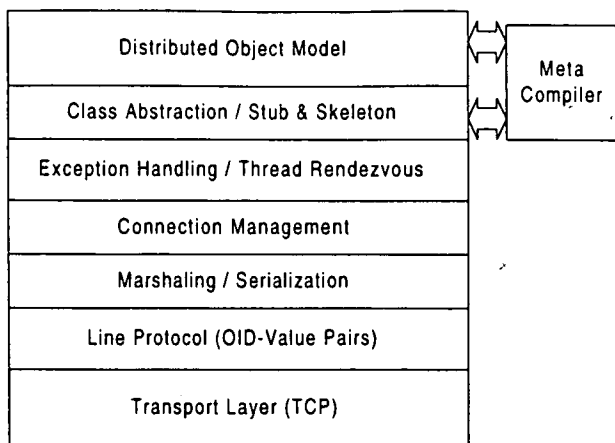 Distributed Object Model
Meta
Compiler
Class Abstraction / Stub & Skeleton
Exception Handling / Thread Rendezvous
Connection Management
Marshaling / Serialization
Line Protocol (OID-Value Pairs)
Transport Layer (TCP)